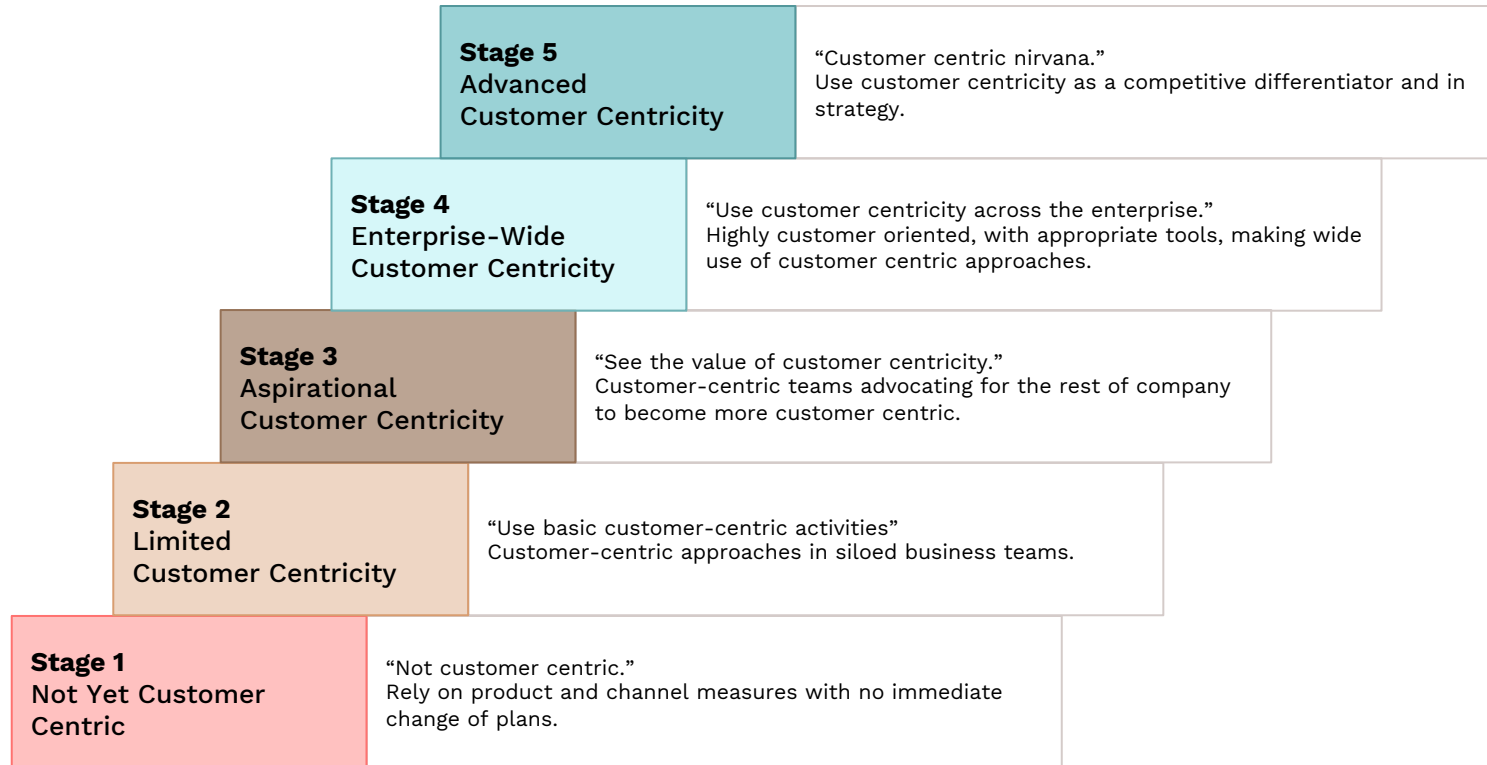 Stage 5
Advanced
Customer Centricity
“Customer centric nirvana.”
Use customer centricity as a competitive differentiator and in
strategy.
Stage 4
Enterprise-Wide
Customer Centricity
“Use customer centricity across the enterprise.”
Highly customer oriented, with appropriate tools, making wide
use of customer centric approaches.
Stage 3
Aspirational
Customer Centricity
“See the value of customer centricity.”
Customer-centric teams advocating for the rest of company
to become more customer centric.
Stage 2
Limited
Customer Centricity
“Use basic customer-centric activities”
Customer-centric approaches in siloed business teams.
Stage 1
Not Yet Customer
Centric
“Not customer centric.”
Rely on product and channel measures with no immediate
change of plans.